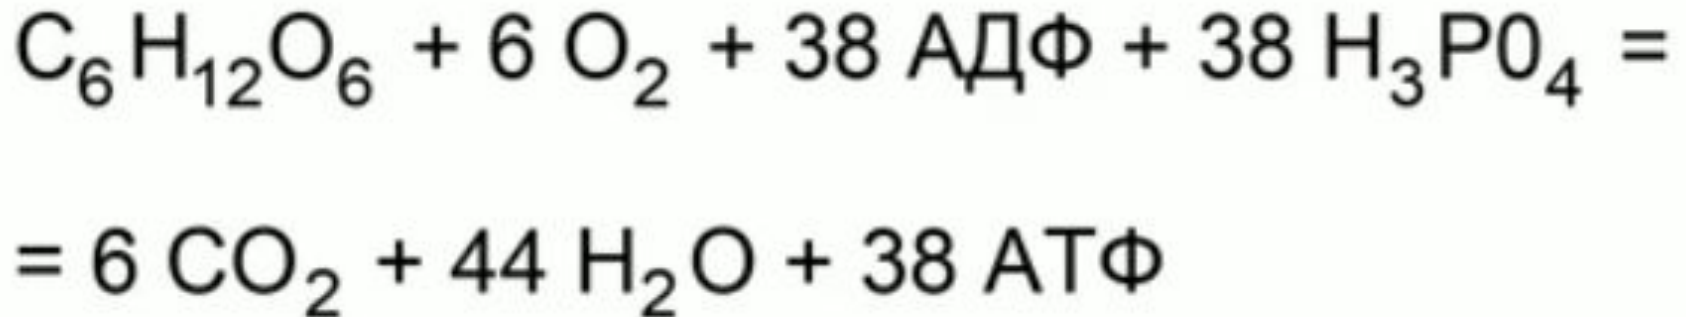 C₆H₁₂O₆ + 6 O₂ + 38 АДФ + 38 H₃P0₄ =
= 6 CO₂ + 44 H₂O + 38 АТФ